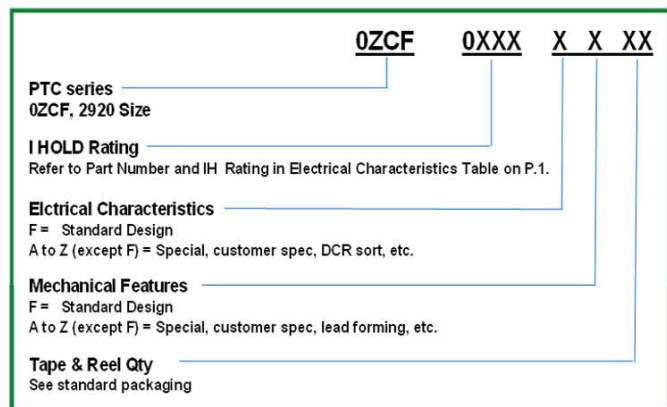 0ZCF 0XXX X X XX
PTC series
0ZCF, 2920 Size
I HOLD Rating
Refer to Part Number and IH Rating in Electrical Characteristics Table on P.1.
Elctrical Characteristics
F = Standard Design
A to Z (except F) = Special, customer spec, DCR sort, etc.
Mechanical Features
F = Standard Design
A to Z (except F) = Special, customer spec, lead forming, etc.
Tape & Reel Qty
See standard packaging